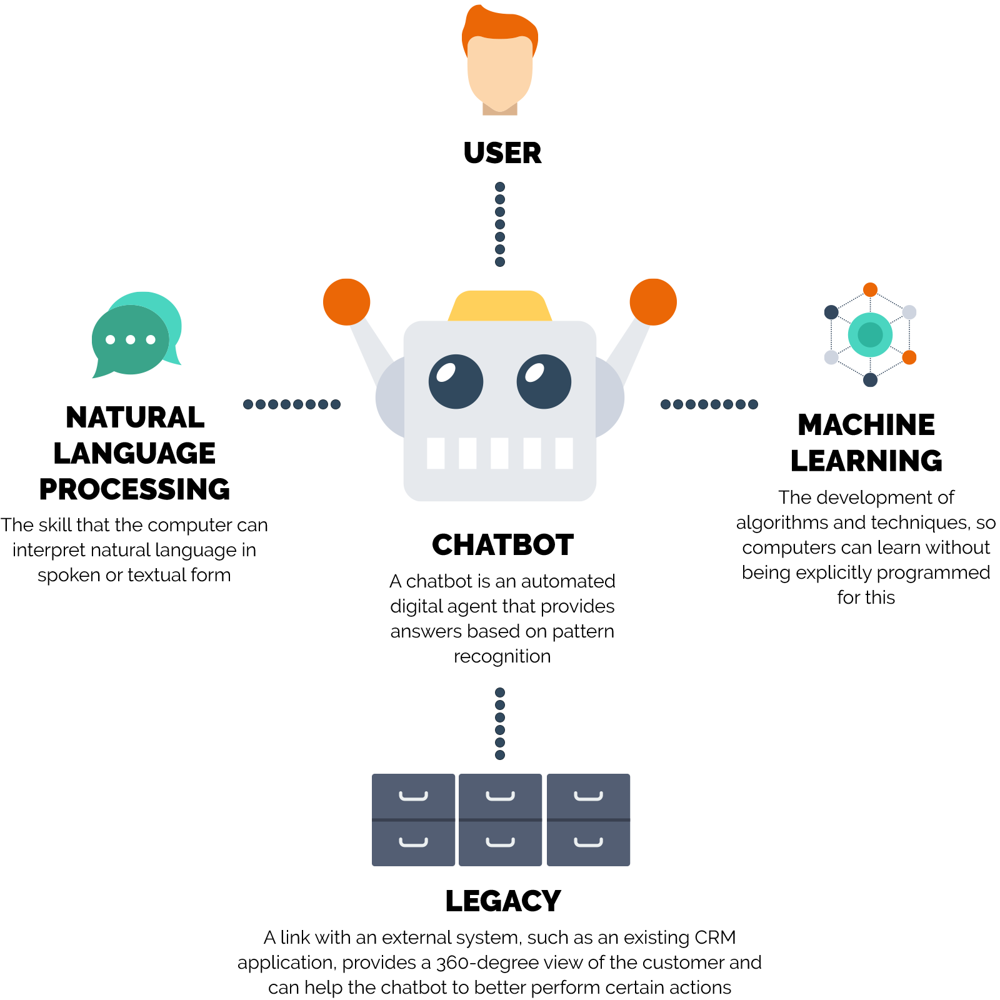 USER
NATURAL
LANGUAGE
PROCESSING
The skill that the computer can
interpret natural language in
spoken or textual form
MACHINE
LEARNING
The development of
algorithms and techniques, so
computers can learn without
being explicitly programmed
for this
CHATBOT
A chatbot is an automated
digital agent that provides
answers based on pattern
recognition
LEGACY
A link with an external system, such as an existing CRM
application, provides a 360-degree view of the customer and
can help the chatbot to better perform certain actions